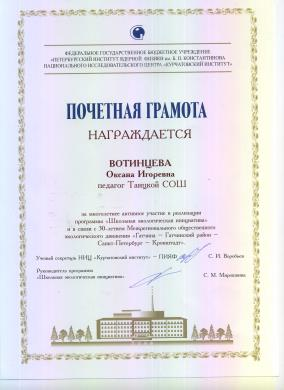 ФЕДЕРАЛЬНОЕ ГОСУДАРСТВЕННОЕ БЮДЖЕТНОЕ УЧРЕЖДЕНИЕ
«ПЕТЕРБУРГСКИЙ ИНСТИТУТ ЯДЕРНОЙ ФИЗИКИ им. Б. П. КОНСТАНТИНОВА
НАЦИОНАЛЬНОГО ИССЛЕДОВАТЕЛЬСКОГО ЦЕНТРА «КУРЧАТОВСКИЙ ИНСТИТУТ»
ПОЧЕТНАЯ ГРАМОТА
НАГРАЖДАЕТСЯ
ВОТИНЦЕВА
Оксана Игоревна
педагог Таицкой СОШ
за многолетнее активное участие в реализации
программы «Школьная экологическая инициатива»
и в связи с 30-летием Межрегионального общественного
экологического движения «Гатчина – Гатчинский район –
Санкт-Петербург – Кронштадт».
Ученый секретарь НИЦ «Курчатовский институт» – ПИЯФ
С. И. Воробьев
Руководитель программы
«Школьная экологическая инициатива»
С. М.